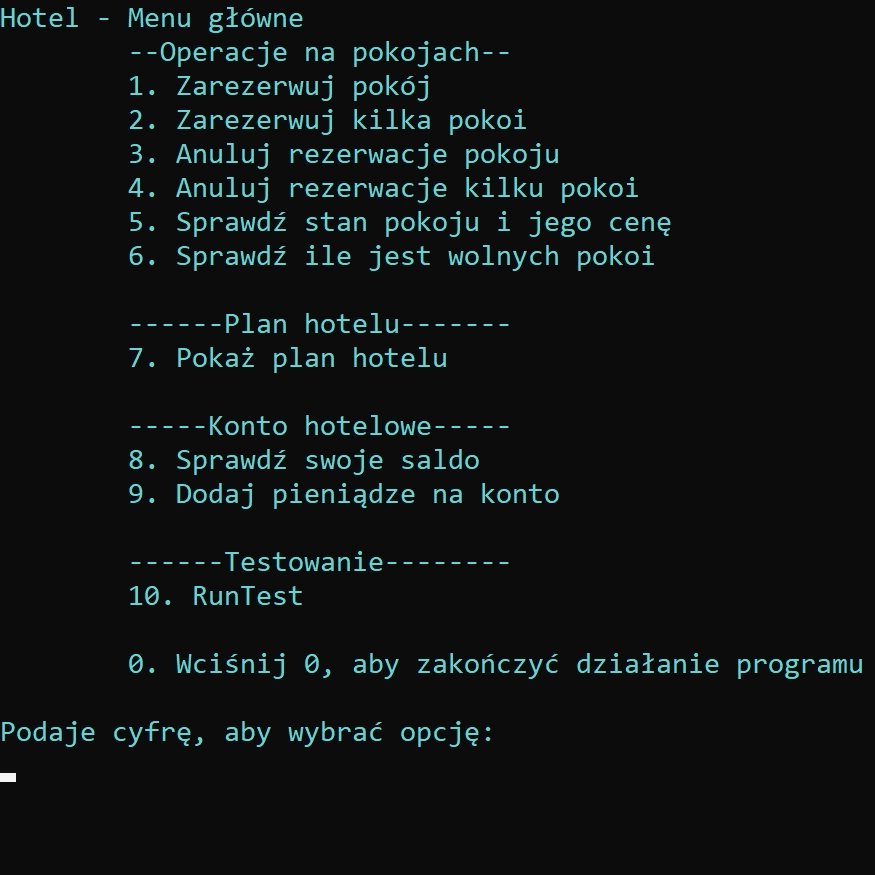 Hotel - Menu główne
--Operacje na pokojach--
1. Zarezerwuj pokój
2. Zarezerwuj kilka pokoi
3. Anuluj rezerwacje pokoju
4. Anuluj rezerwacje kilku pokoi
5. Sprawdź stan pokoju i jego cenę
6. Sprawdź ile jest wolnych pokoi
------Plan hotelu-------
7. Pokaż plan hotelu
-----Konto hotelowe-----
8. Sprawdź swoje saldo
9. Dodaj pieniądze na konto
------Testowanie--------
10. RunTest
0. Wciśnij 0, aby zakończyć działanie programu
Podaje cyfrę, aby wybrać opcję: